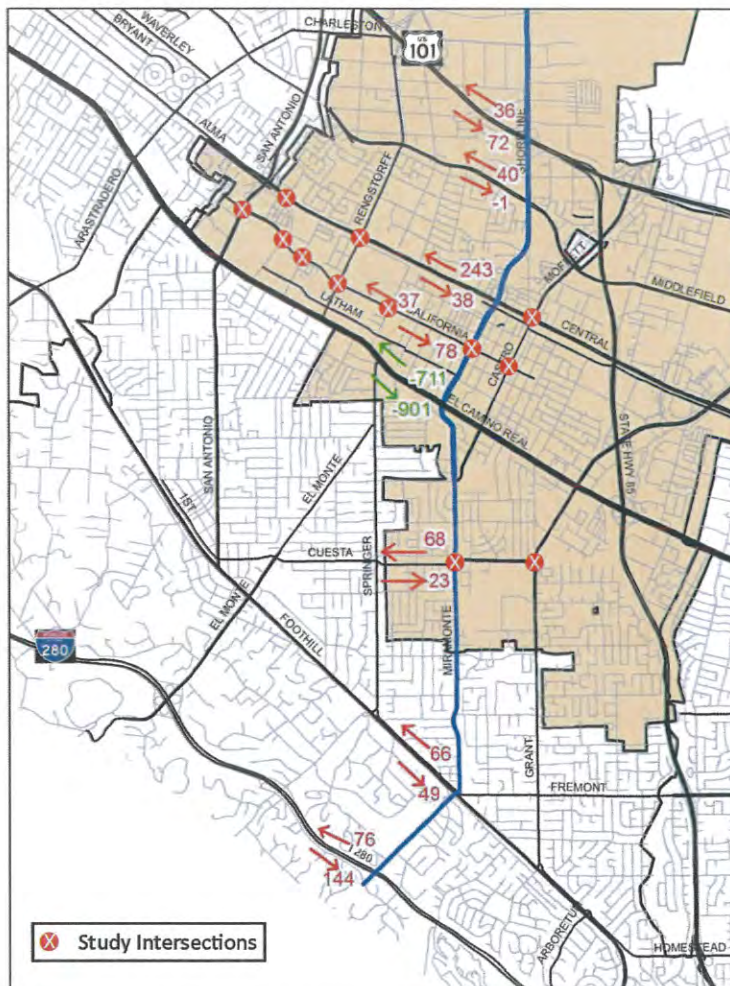 CHARLESTON
WAVERLEY
BRYANT
US
101
SAN ANTONIO
ALMA
36
72
SHORELINE
40
-1
ARASTRADERO
RENGSTORFF
MOFFETT
243
38
MIDDLEFIELD
37
LATHAM
CALIFORNIA
78
CENTRAL
CASTRO
-711
-901
EL CAMINO REAL
SAN ANTONIO
EL MONTE
STATE HWY 85
1ST
68
CUESTA
SPRINGER
23
EL MONTE
MIRAMONTE
FOOTHILL
280
66
49
GRANT
FREMONT
76
I 280
144
ARBORETUM
HOMESTEAD
Study Intersections